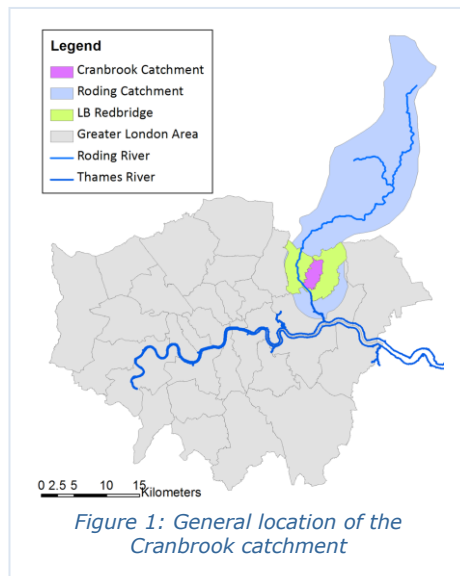 Legend
Cranbrook Catchment
Roding Catchment
LB Redbridge
Greater London Area
Roding River
Thames River
0 2.5 5 10 15
Kilometers
Figure 1: General location of the
Cranbrook catchment